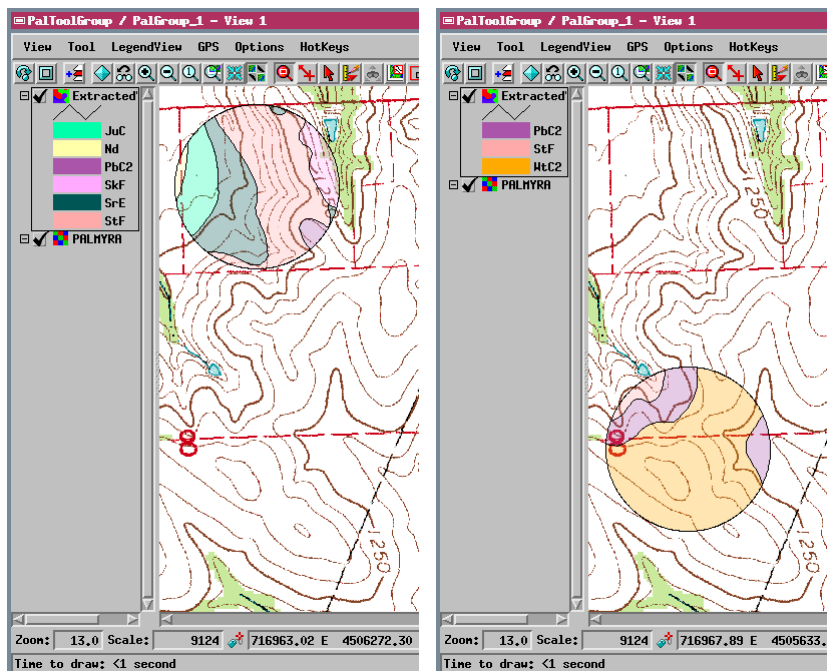 PalToolGroup / PalGroup_1 - View 1
View Tool LegendView GPS Options HotKeys
Extracted'
JuC
Nd
PbC2
SkF
SrE
StF
PALMYRA
1250
1250
Zoom: 13.0 Scale: 9124 716963.02 E 4506272.30
Time to draw: <1 second
PalToolGroup / PalGroup_1 - View 1
View Tool LegendView GPS Options HotKeys
Extracted'
PbC2
StF
WtC2
PALMYRA
1250
1250
Zoom: 13.0 Scale: 9124 716967.89 E 4505633.
Time to draw: <1 second